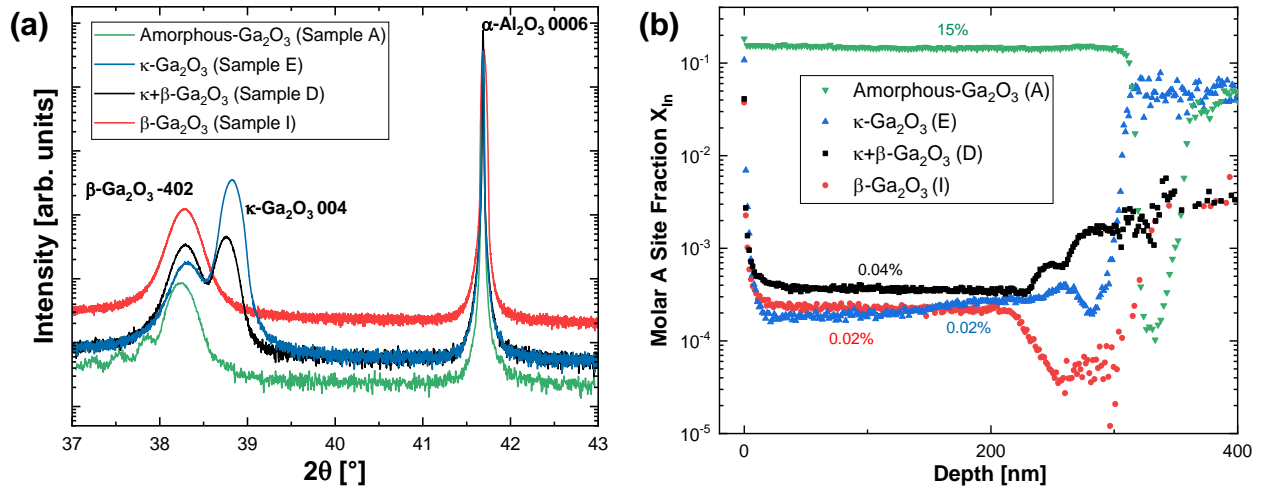 (a)
Amorphous-Ga₂O₃ (Sample A)
κ-Ga₂O₃ (Sample E)
κ+β-Ga₂O₃ (Sample D)
β-Ga₂O₃ (Sample I)
α-Al₂O₃ 0006
β-Ga₂O₃ -402
κ-Ga₂O₃ 004
Intensity [arb. units]
37 38 39 40 41 42 43
2θ [°]
(b)
15%
Amorphous-Ga₂O₃ (A)
κ-Ga₂O₃ (E)
κ+β-Ga₂O₃ (D)
β-Ga₂O₃ (I)
0.04%
0.02%
0.02%
Molar A Site Fraction X_In
10⁻¹
10⁻²
10⁻³
10⁻⁴
10⁻⁵
0 200 400
Depth [nm]